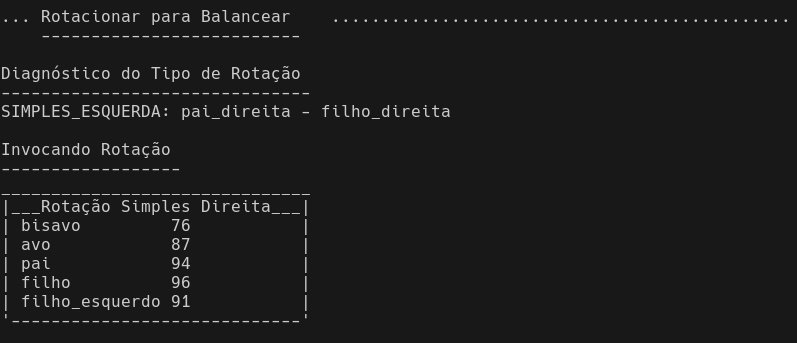 ... Rotacionar para Balancear    ..............................................
    --------------------------
Diagnóstico do Tipo de Rotação
-------------------------------
SIMPLES_ESQUERDA: pai_direita - filho_direita
Invocando Rotação
------------------
_______________________________
|___Rotação Simples Direita___|
| bisavo         76           |
| avo            87           |
| pai            94           |
| filho          96           |
| filho_esquerdo 91           |
'-----------------------------'